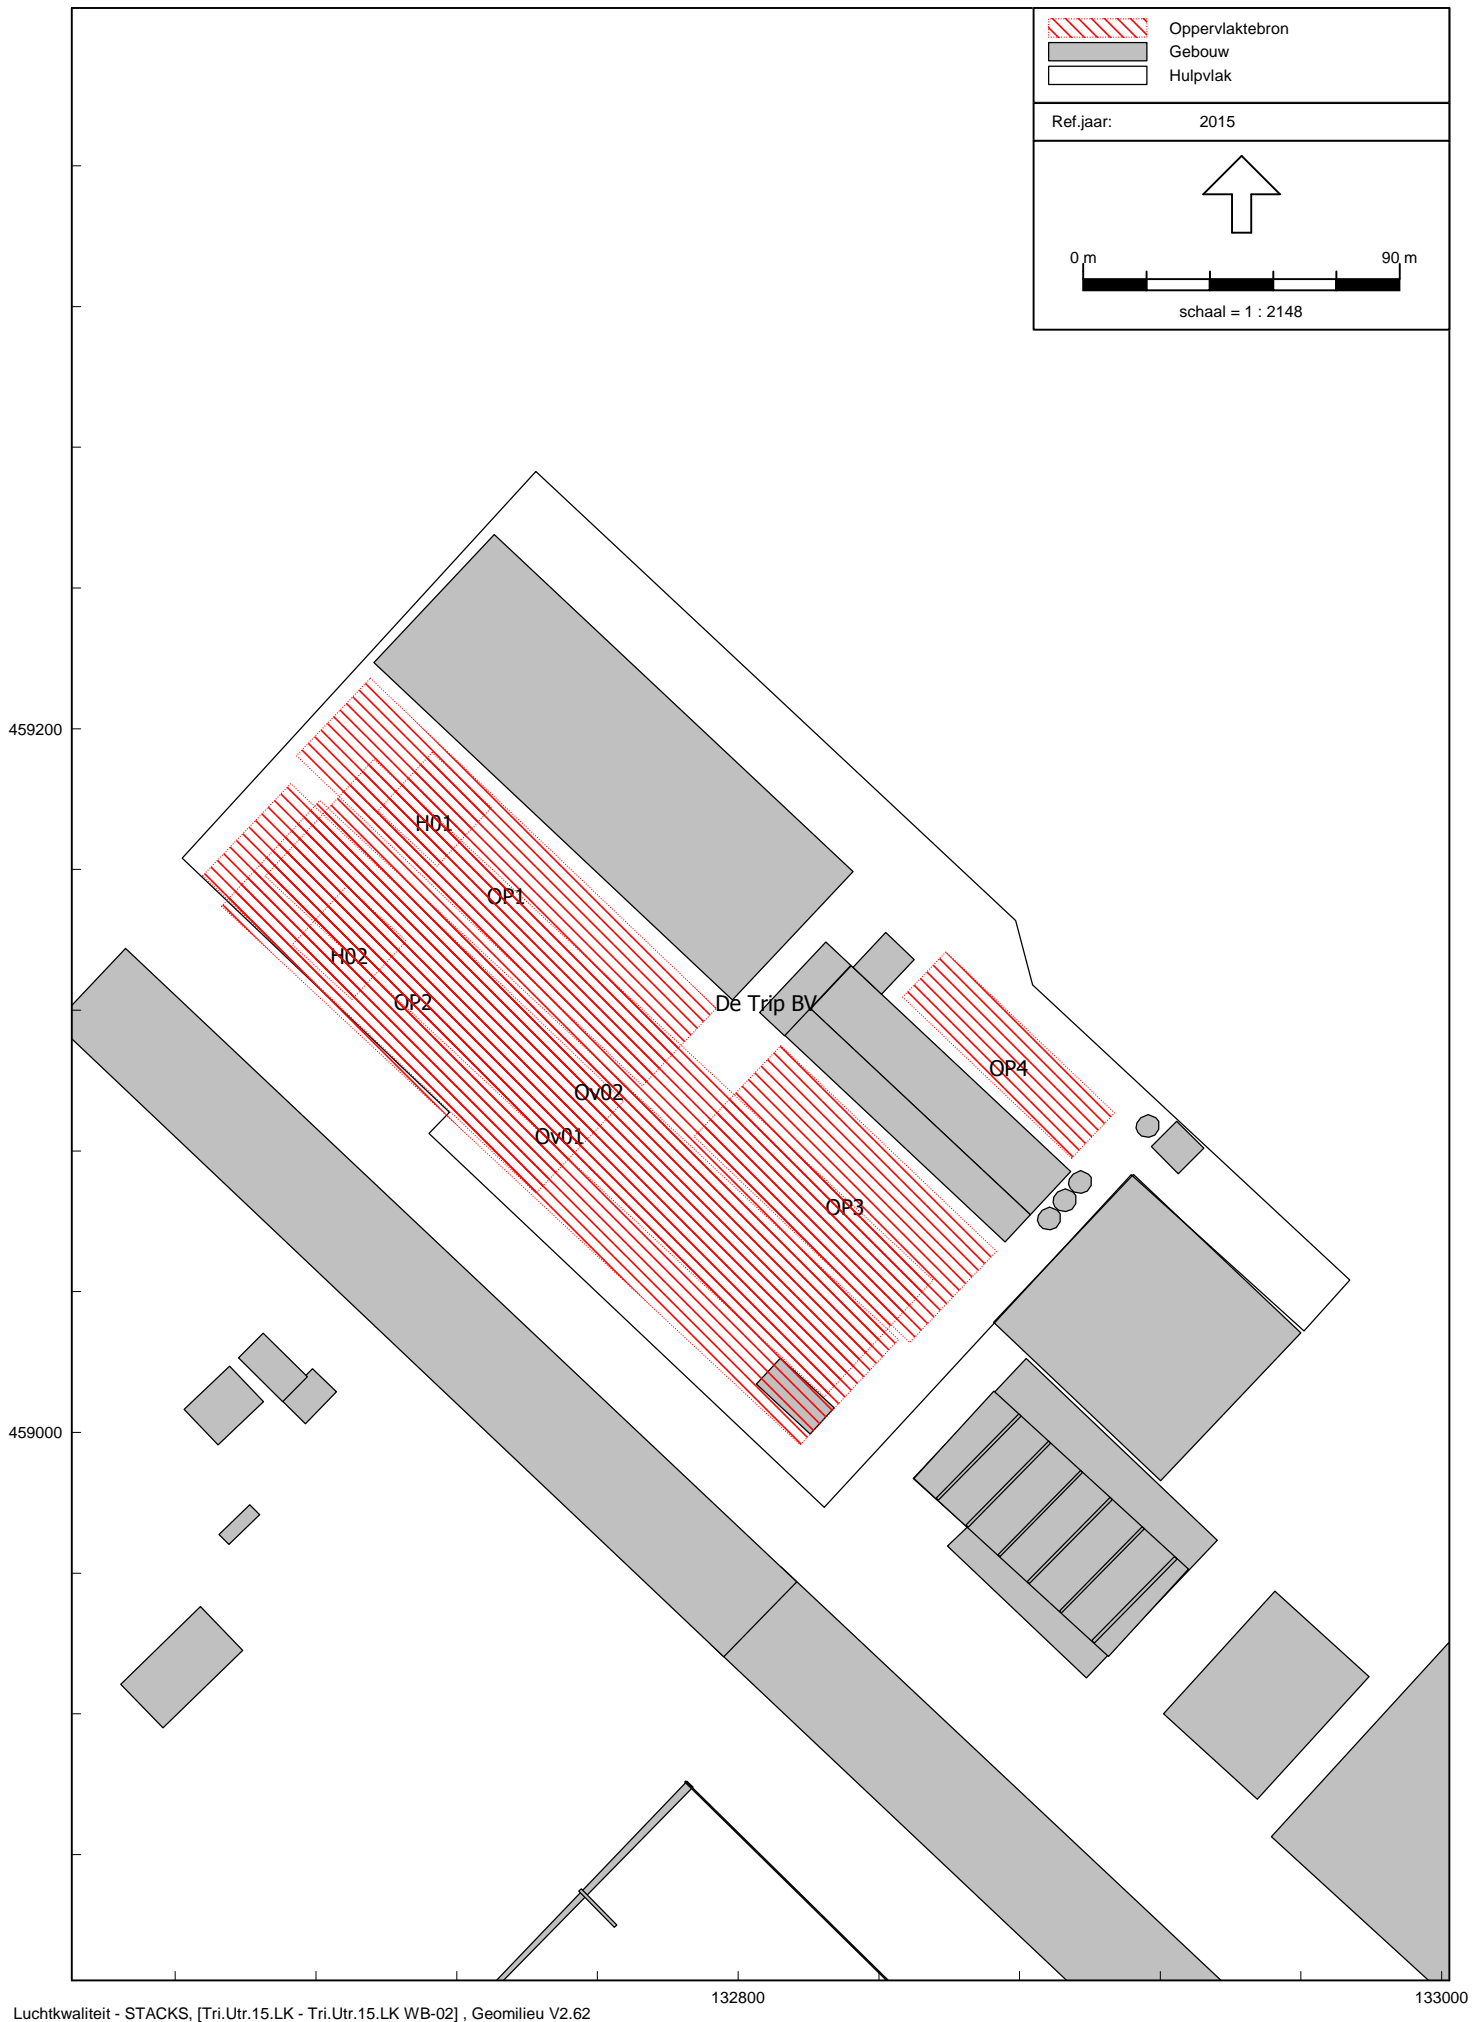 Oppervlaktebron
Gebouw
Hulpvlak
Ref.jaar: 2015
0 m 90 m
schaal = 1 : 2148
459200
H01
OP1
H02
OP2
De Trip BV
OP4
Ov02
Ov01
OP3
459000
132800 133000
Luchtkwaliteit - STACKS, [Tri.Utr.15.LK - Tri.Utr.15.LK WB-02] , Geomilieu V2.62